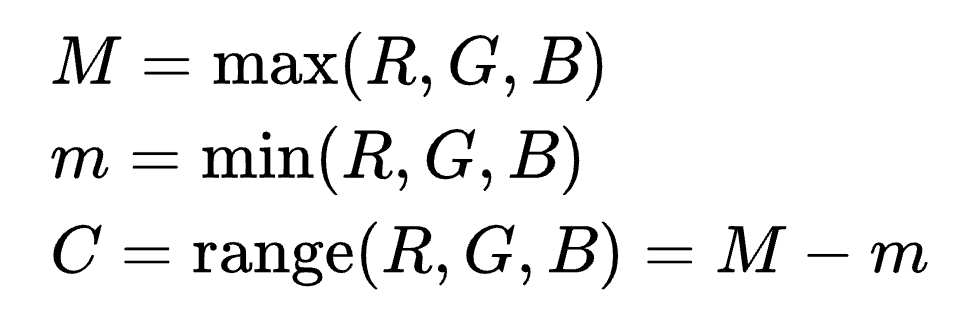 M = max(R, G, B)
m = min(R, G, B)
C = range(R, G, B) = M − m